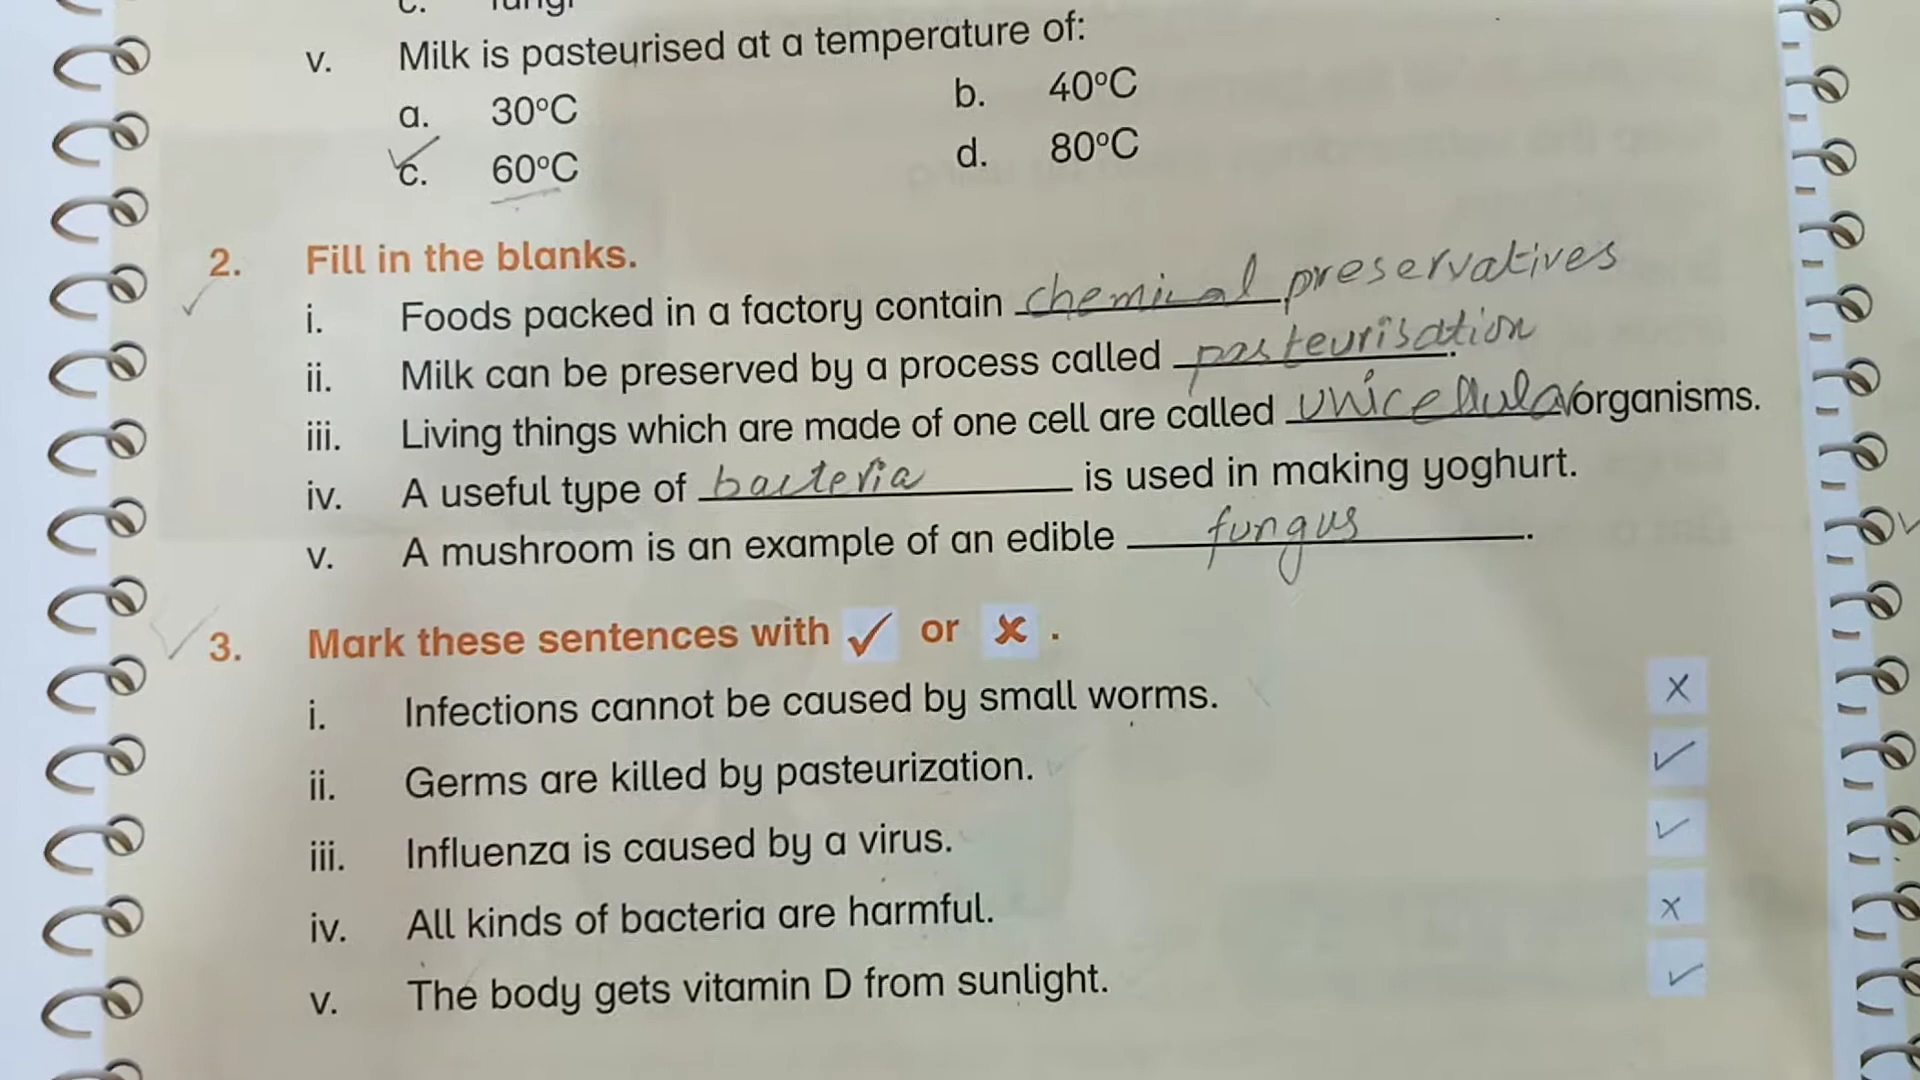 c. fungi
v. Milk is pasteurised at a temperature of:
a. 30°C b. 40°C
c. 60°C d. 80°C
2. Fill in the blanks.
i. Foods packed in a factory contain chemical preservatives
ii. Milk can be preserved by a process called pasteurisation.
iii. Living things which are made of one cell are called unicellular organisms.
iv. A useful type of bacteria is used in making yoghurt.
v. A mushroom is an example of an edible fungus.
3. Mark these sentences with ✓ or ✗.
i. Infections cannot be caused by small worms. ✗
ii. Germs are killed by pasteurization. ✓
iii. Influenza is caused by a virus. ✓
iv. All kinds of bacteria are harmful. ✗
v. The body gets vitamin D from sunlight. ✓